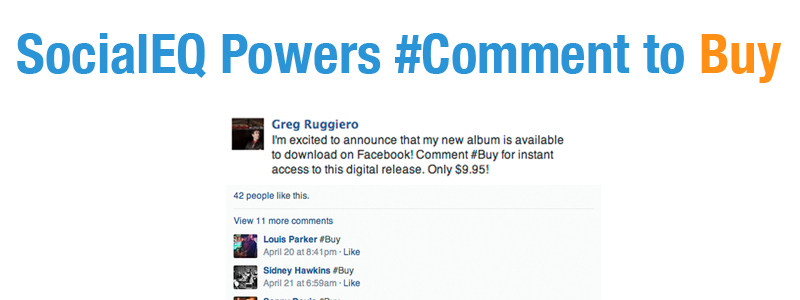 SocialEQ Powers #Comment to Buy
Greg Ruggiero
I'm excited to announce that my new album is available
to download on Facebook! Comment #Buy for instant
access to this digital release. Only $9.95!
42 people like this.
View 11 more comments
Louis Parker #Buy
April 20 at 8:41pm · Like
Sidney Hawkins #Buy
April 21 at 6:59am · Like